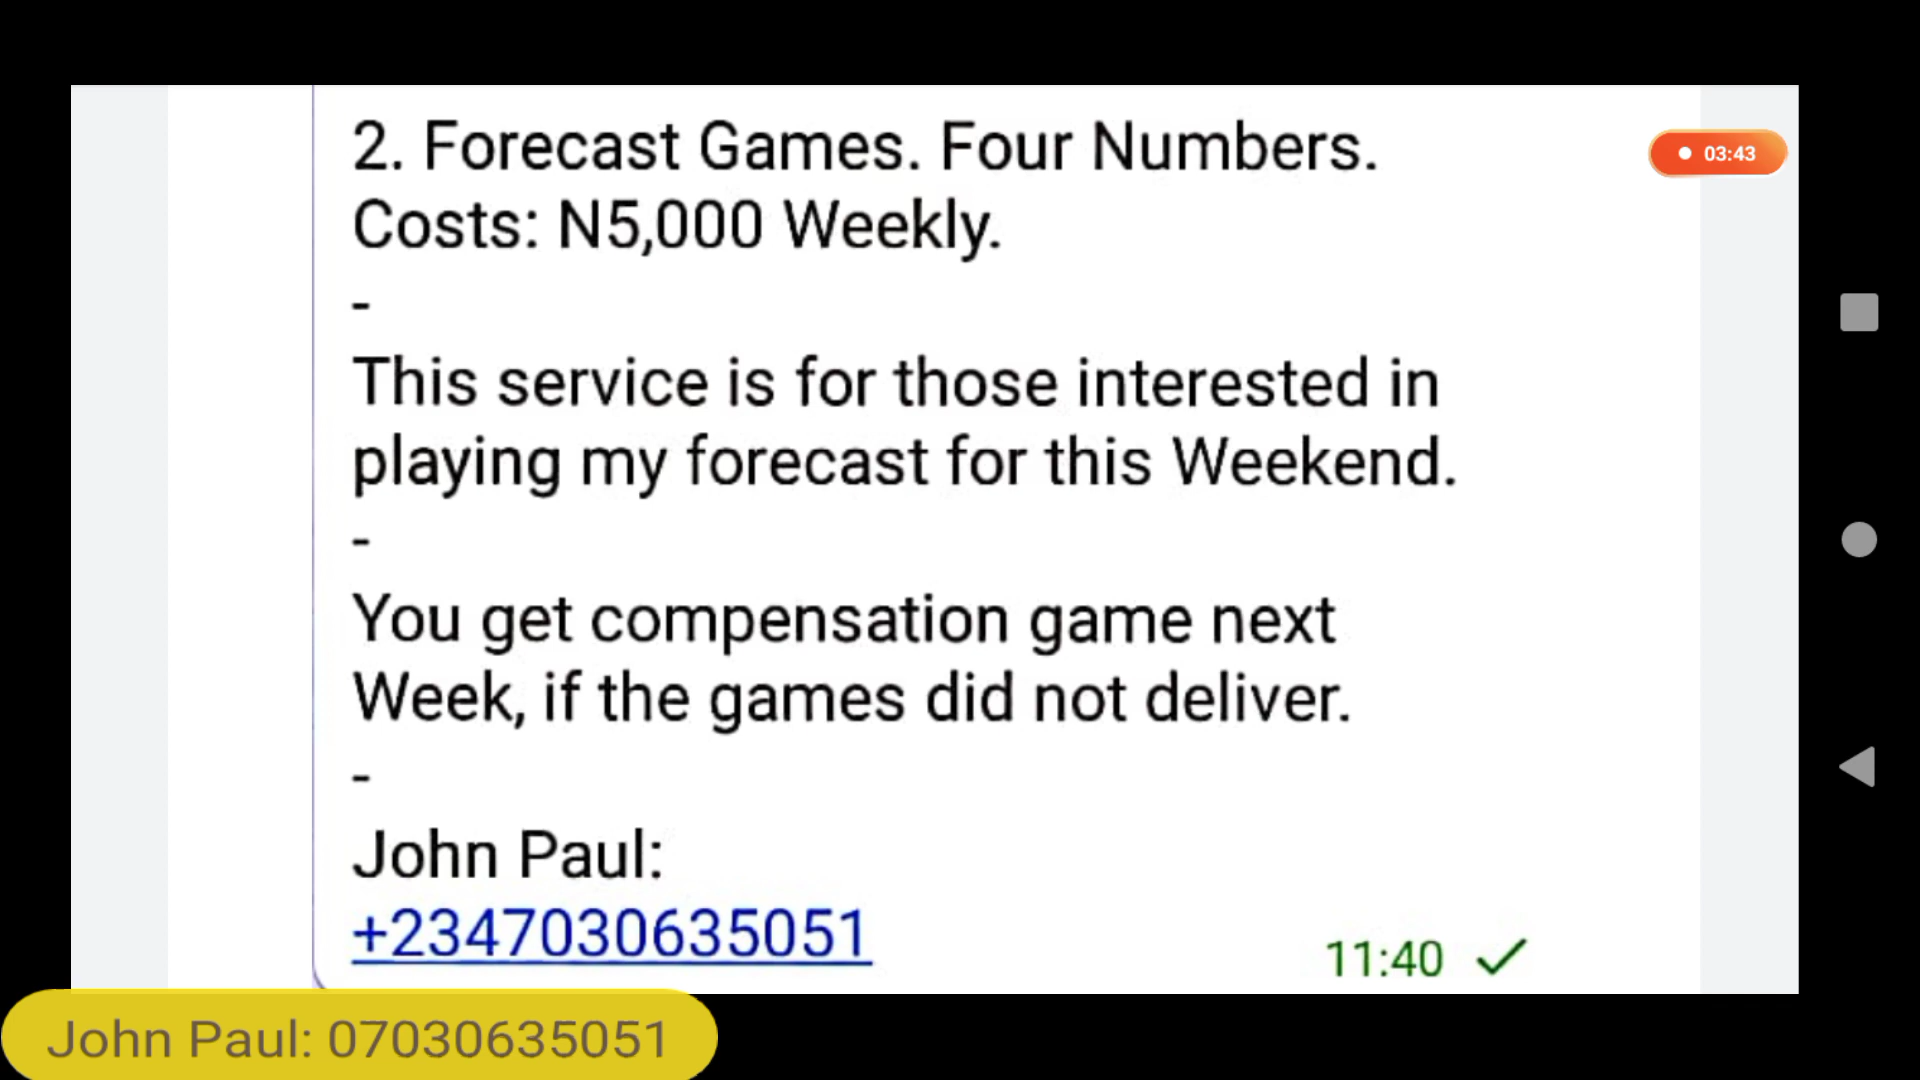 2. Forecast Games. Four Numbers.
03:43
Costs: N5,000 Weekly.
-
This service is for those interested in
playing my forecast for this Weekend.
-
You get compensation game next
Week, if the games did not deliver.
-
John Paul:
+2347030635051
11:40
John Paul: 07030635051